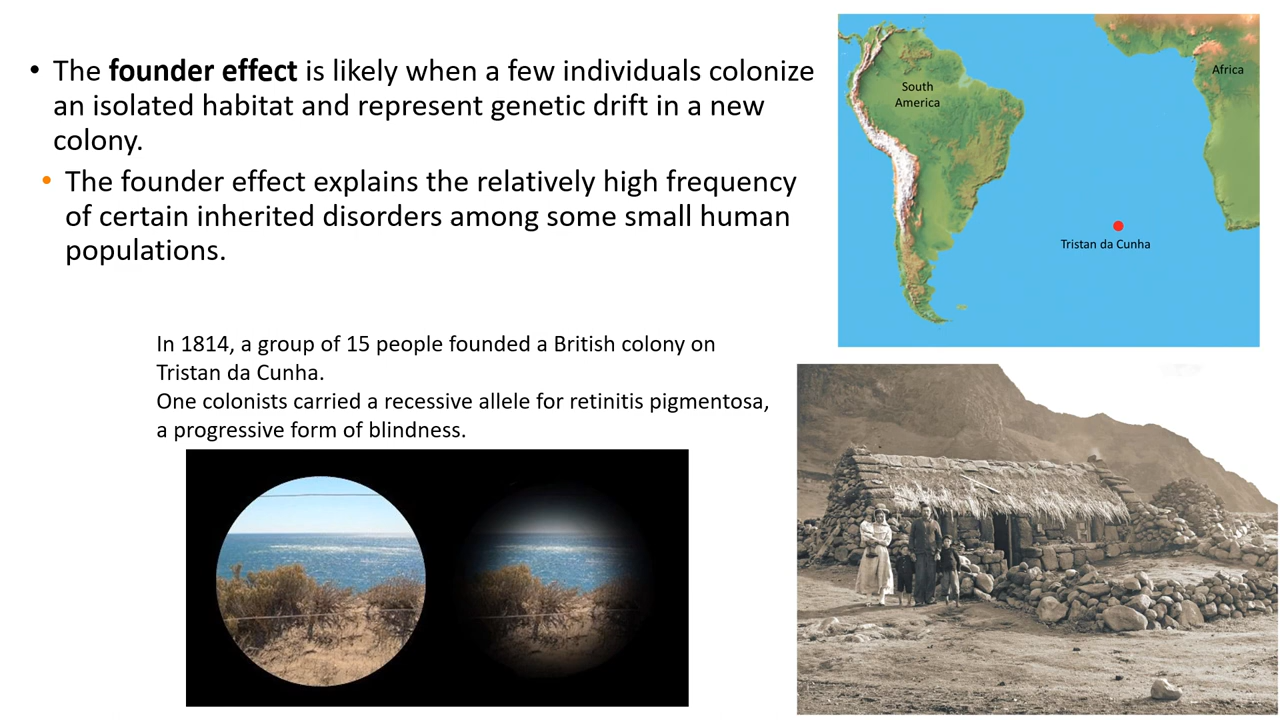 • The founder effect is likely when a few individuals colonize
an isolated habitat and represent genetic drift in a new
colony.
• The founder effect explains the relatively high frequency
of certain inherited disorders among some small human
populations.
South
America
Africa
Tristan da Cunha
In 1814, a group of 15 people founded a British colony on
Tristan da Cunha.
One colonists carried a recessive allele for retinitis pigmentosa,
a progressive form of blindness.